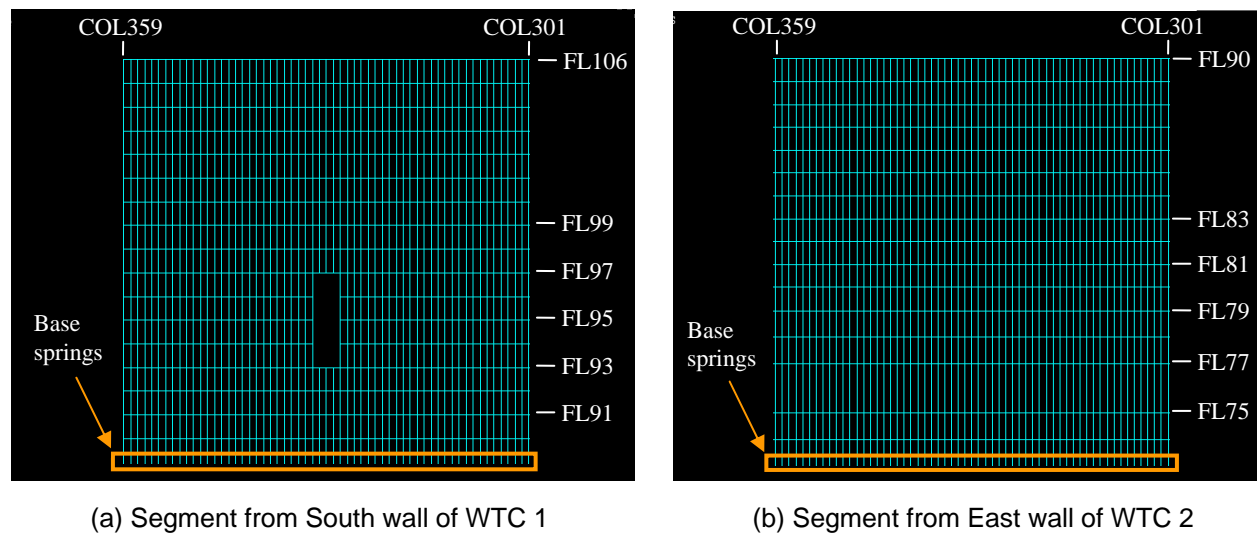 COL359
COL301
FL106
FL99
FL97
FL95
FL93
FL91
Base
springs
(a) Segment from South wall of WTC 1
COL359
COL301
FL90
FL83
FL81
FL79
FL77
FL75
Base
springs
(b) Segment from East wall of WTC 2